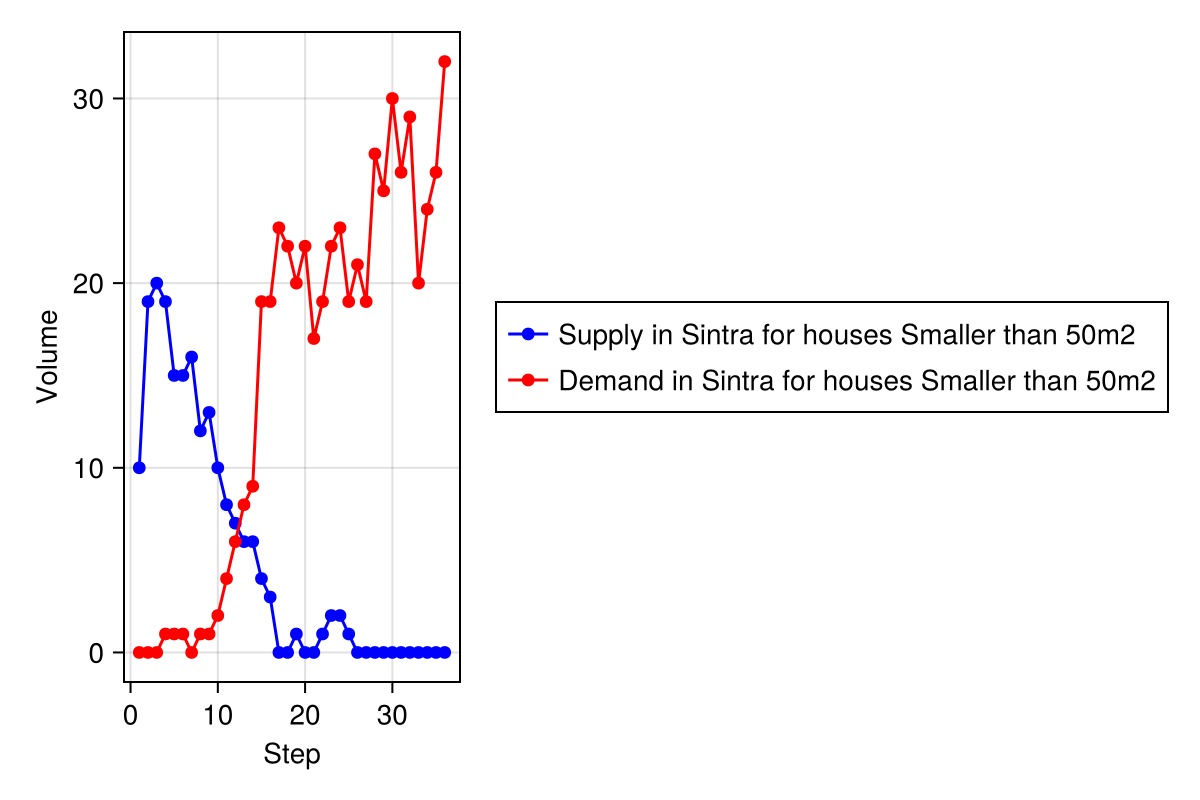 30
20
10
0
Volume
0 10 20 30
Step
Supply in Sintra for houses Smaller than 50m2
Demand in Sintra for houses Smaller than 50m2